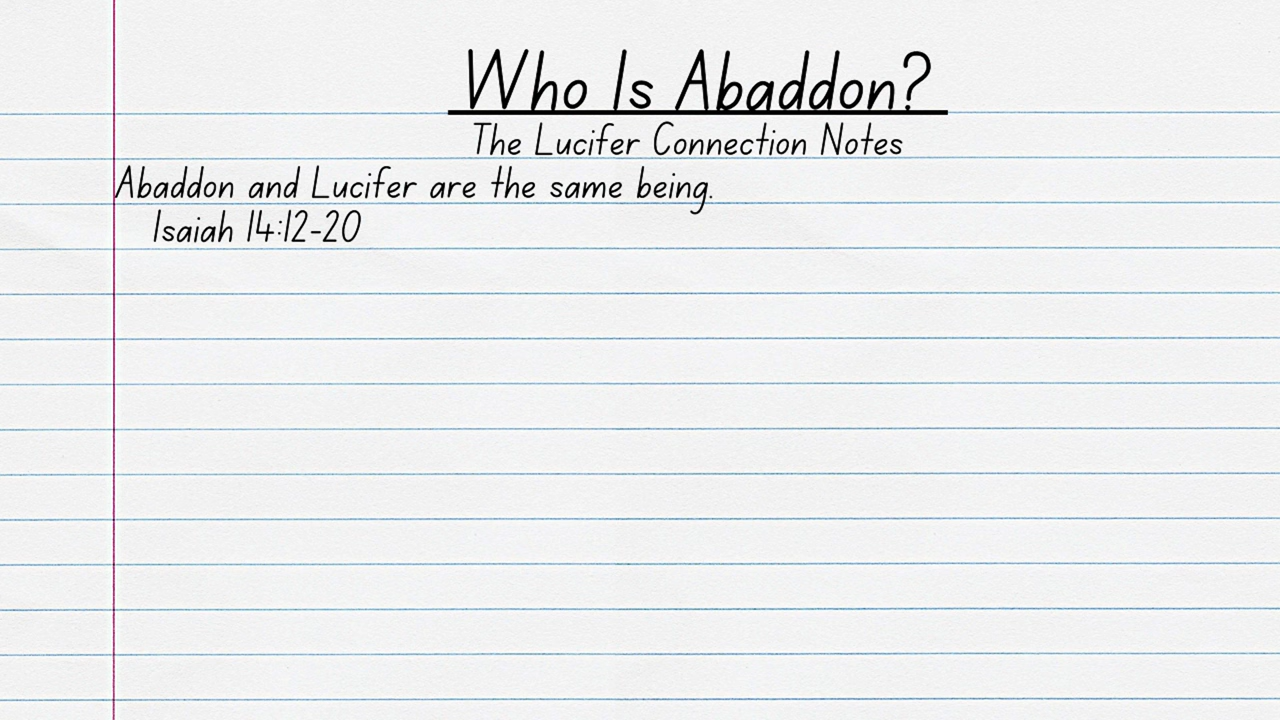 Who Is Abaddon?
The Lucifer Connection Notes
Abaddon and Lucifer are the same being.
Isaiah 14:12-20